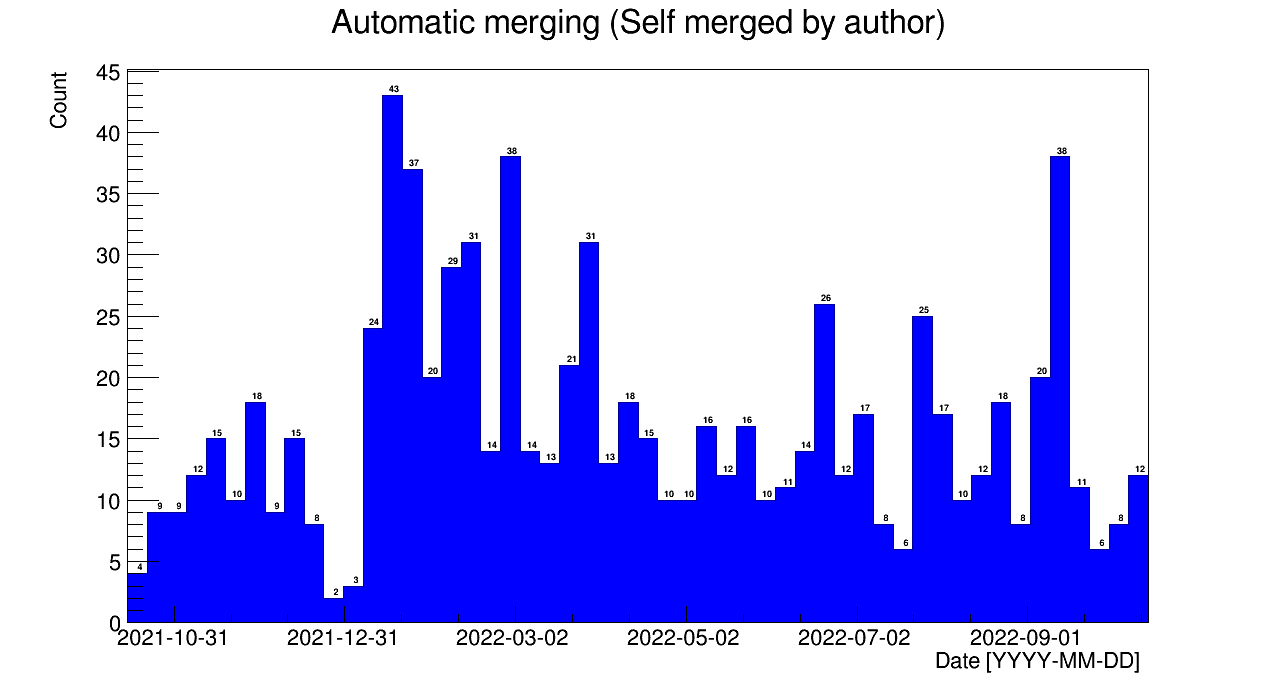 Automatic merging (Self merged by author)
Count
45
40
35
30
25
20
15
10
5
0
4 9 9 12 15 10 18 9 15 8 2 3 24 43 37 20 29 31 14 38 14 13 21 31 13 18 15 10 10 16 12 16 10 11 14 26 12 17 8 6 25 17 10 12 18 8 20 38 11 6 8 12
2021-10-31 2021-12-31 2022-03-02 2022-05-02 2022-07-02 2022-09-01
Date [YYYY-MM-DD]